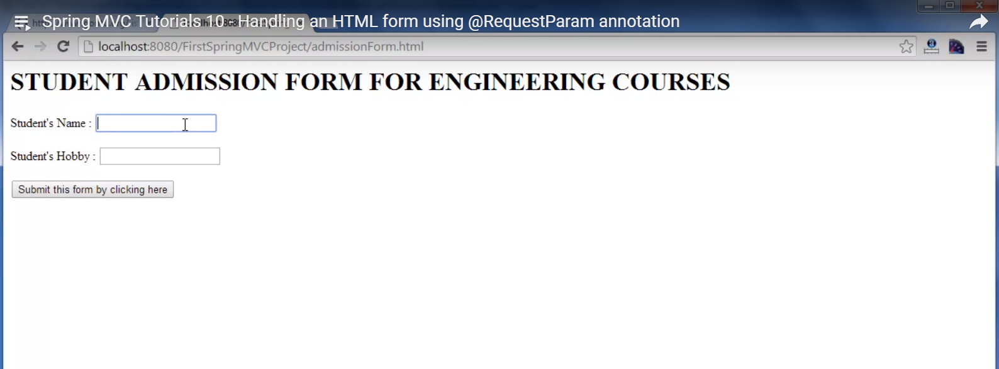 Spring MVC Tutorials 10 - Handling an HTML form using @RequestParam annotation
localhost:8080/FirstSpringMVCProject/admissionForm.html
STUDENT ADMISSION FORM FOR ENGINEERING COURSES
Student's Name :
Student's Hobby :
Submit this form by clicking here